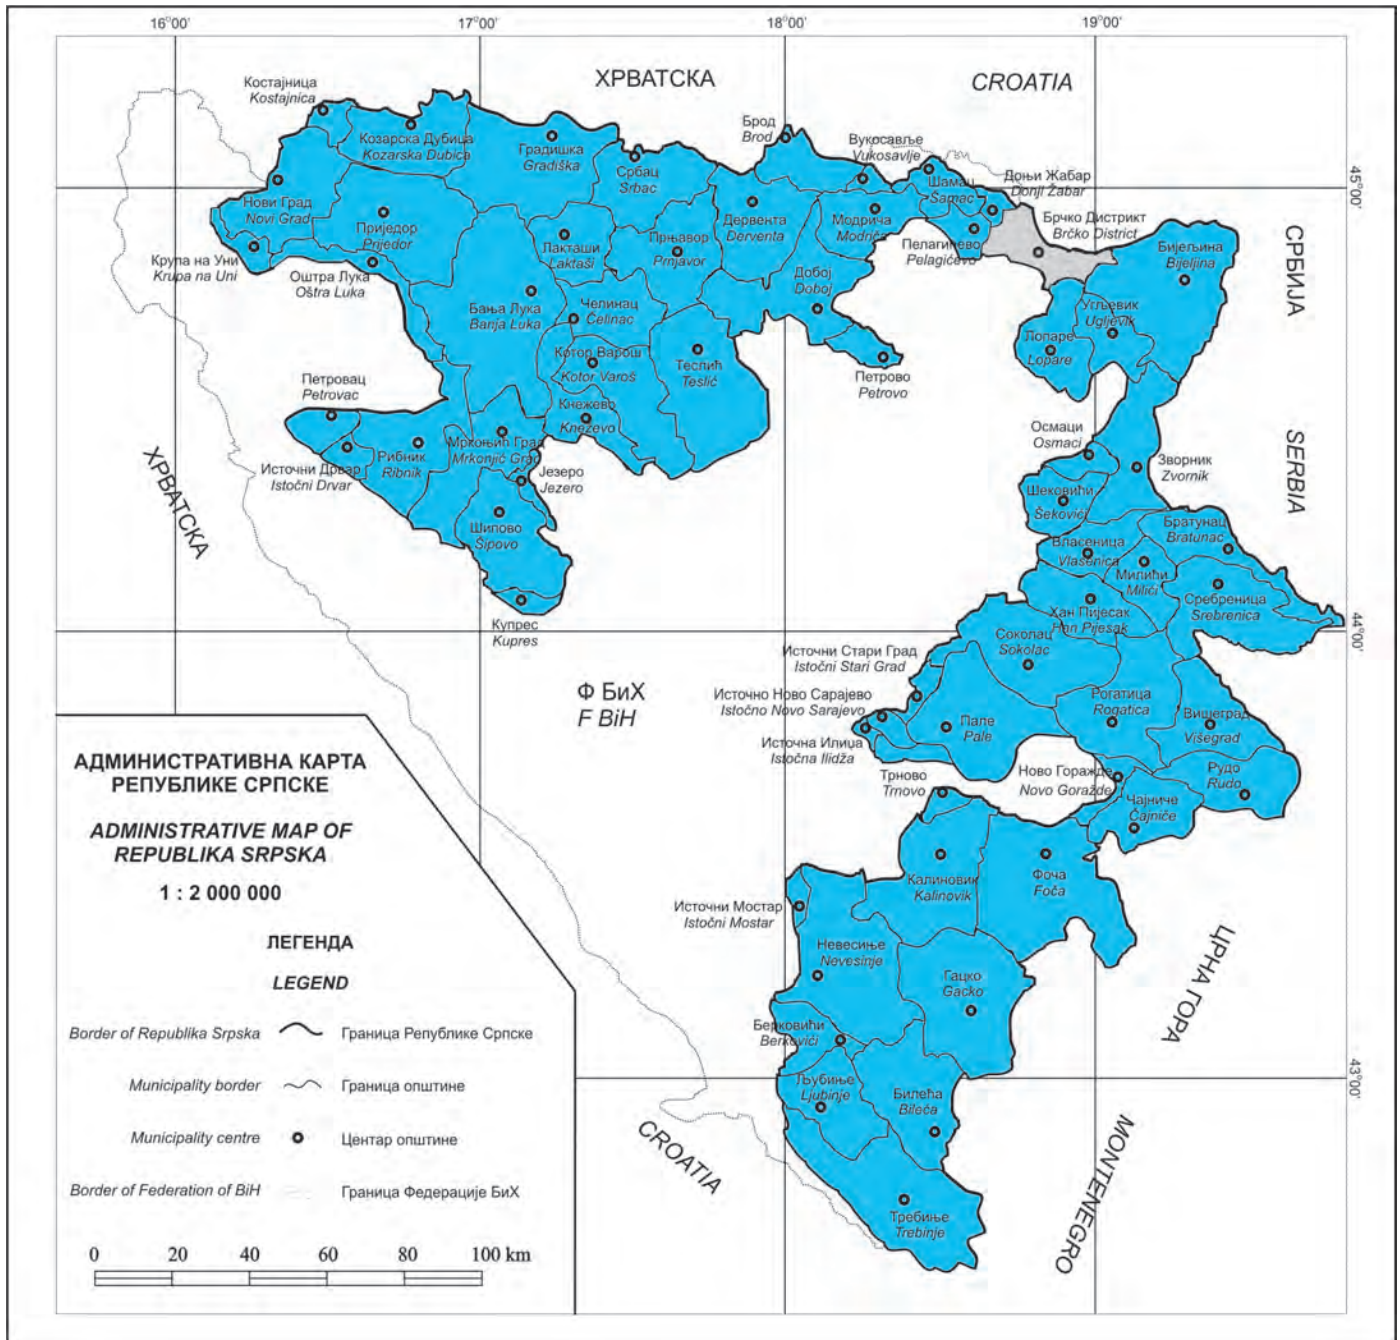 16°00'
17°00'
18°00'
19°00'
ХРВАТСКА
CROATIA
Костајница
Kostajnica
Козарска Дубица
Kozarska Dubica
Градишка
Gradiška
Србац
Srbac
Брод
Brod
Вукосавље
Vukosavlje
Шамац
Šamac
Доњи Жабар
Donji Žabar
Брчко Дистрикт
Brčko District
45°00'
Нови Град
Novi Grad
Приједор
Prijedor
Лакташи
Laktaši
Прњавор
Prnjavor
Дервента
Derventa
Модрича
Modriča
Пелагићево
Pelagićevo
Бијељина
Bijeljina
СРБИЈА
Крупа на Уни
Krupa na Uni
Оштра Лука
Oštra Luka
Бања Лука
Banja Luka
Челинац
Čelinac
Добој
Doboj
Угљевик
Ugljevik
Лопаре
Lopare
Котор Варош
Kotor Varoš
Теслић
Teslić
Петрово
Petrovo
Петровац
Petrovac
Кнежево
Kneževo
Источни Дрвар
Istočni Drvar
Рибник
Ribnik
Мркоњић Град
Mrkonjić Grad
Језеро
Jezero
Осмаци
Osmaci
Зворник
Zvornik
SERBIA
ХРВАТСКА
Шипово
Šipovo
Шековићи
Šekovići
Братунац
Bratunac
Власеница
Vlasenica
Милићи
Milići
Сребреница
Srebrenica
Купрес
Kupres
Хан Пијесак
Han Pijesak
44°00'
Соколац
Sokolac
Источни Стари Град
Istočni Stari Grad
Ф БиХ
F BiH
Источно Ново Сарајево
Istočno Novo Sarajevo
Пале
Pale
Рогатица
Rogatica
Вишеград
Višegrad
Источна Илиџа
Istočna Ilidža
Трново
Trnovo
Ново Горажде
Novo Goražde
Рудо
Rudo
Чајниче
Čajniče
Калиновик
Kalinovik
Фоча
Foča
Источни Мостар
Istočni Mostar
Невесиње
Nevesinje
Гацко
Gacko
ЦРНА ГОРА
Берковићи
Berkovići
43°00'
Љубиње
Ljubinje
Билећа
Bileća
CROATIA
MONTENEGRO
Требиње
Trebinje
АДМИНИСТРАТИВНА КАРТА
РЕПУБЛИКЕ СРПСКЕ
ADMINISTRATIVE MAP OF
REPUBLIKA SRPSKA
1 : 2 000 000
ЛЕГЕНДА
LEGEND
Border of Republika Srpska Граница Републике Српске
Municipality border Граница општине
Municipality centre Центар општине
Border of Federation of BiH Граница Федерације БиХ
0 20 40 60 80 100 km